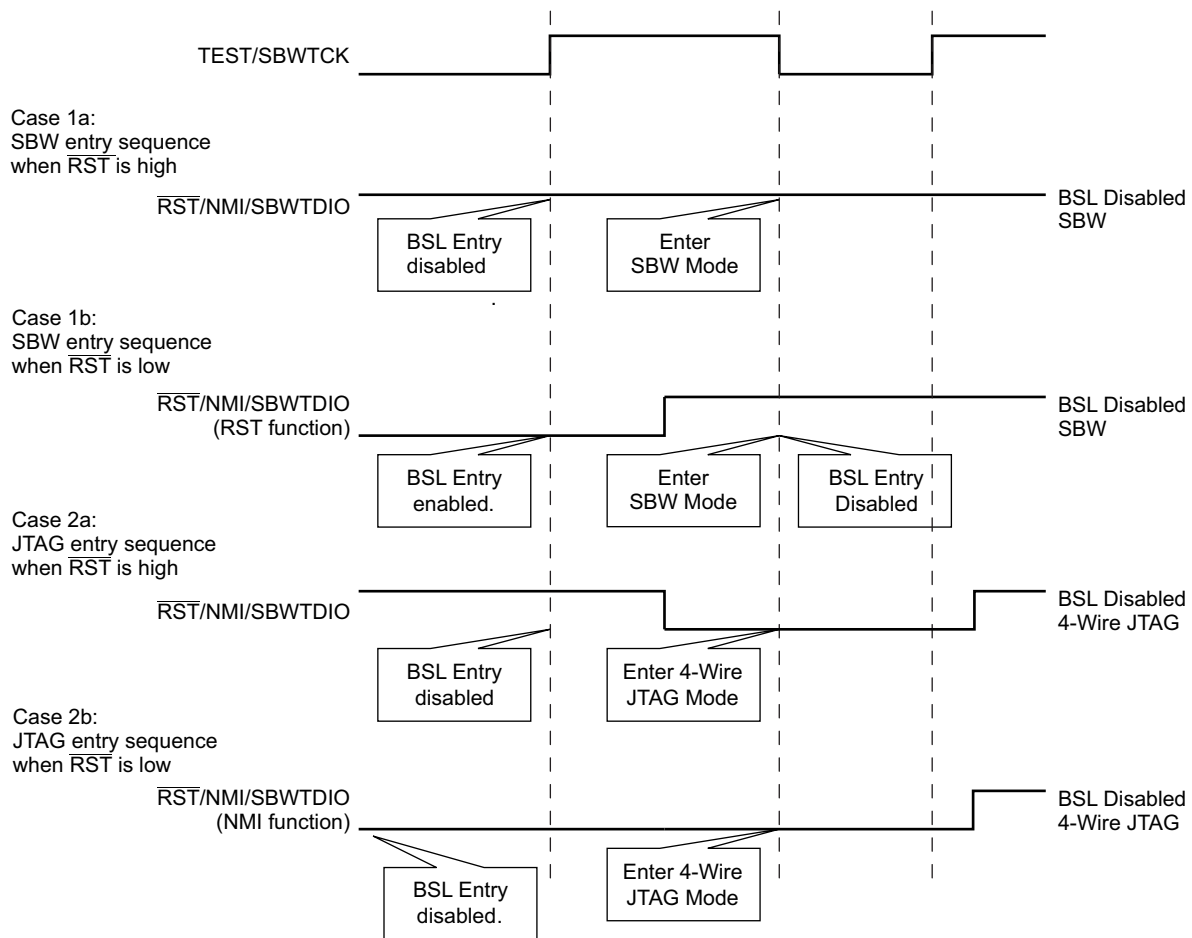 TEST/SBWTCK
Case 1a:
SBW entry sequence
when RST is high
RST/NMI/SBWTDIO
BSL Disabled
SBW
BSL Entry
disabled
Enter
SBW Mode
.
Case 1b:
SBW entry sequence
when RST is low
RST/NMI/SBWTDIO
(RST function)
BSL Disabled
SBW
BSL Entry
enabled.
Enter
SBW Mode
BSL Entry
Disabled
Case 2a:
JTAG entry sequence
when RST is high
RST/NMI/SBWTDIO
BSL Disabled
4-Wire JTAG
BSL Entry
disabled
Enter 4-Wire
JTAG Mode
Case 2b:
JTAG entry sequence
when RST is low
RST/NMI/SBWTDIO
(NMI function)
BSL Disabled
4-Wire JTAG
BSL Entry
disabled.
Enter 4-Wire
JTAG Mode